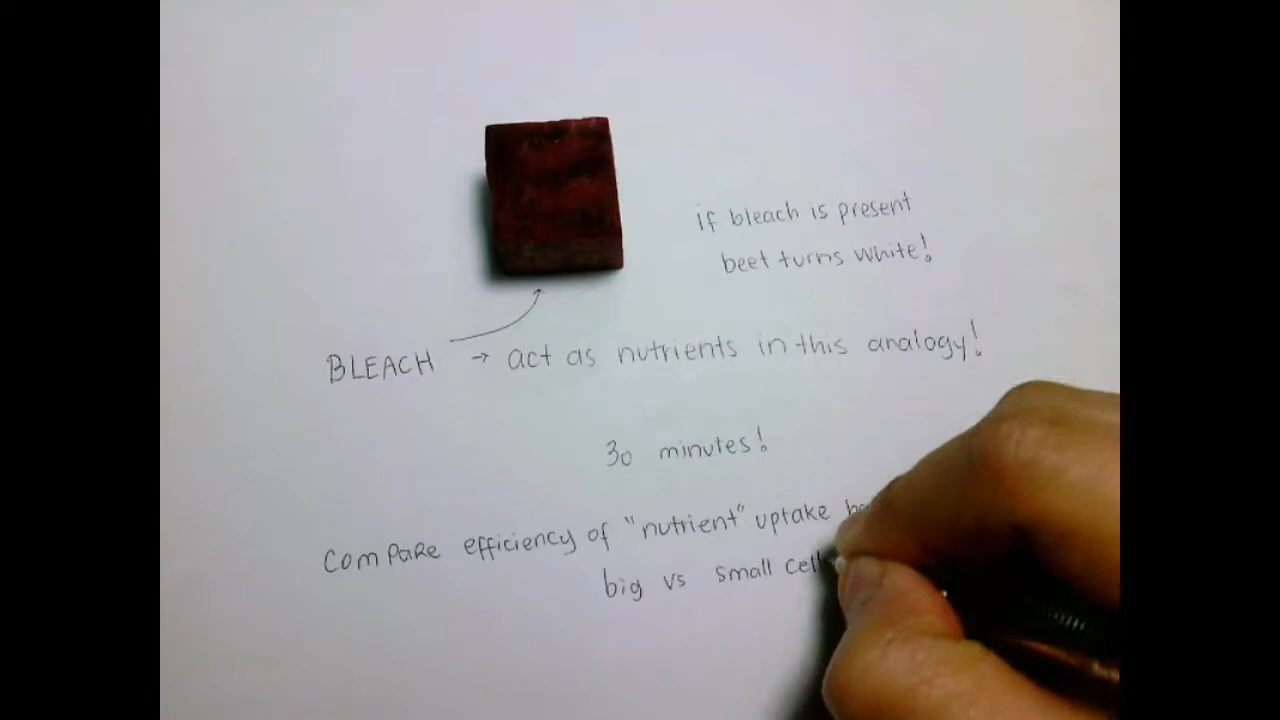 if bleach is present
beet turns white!
BLEACH → act as nutrients in this analogy!
30 minutes!
Compare efficiency of "nutrient" uptake
big vs small